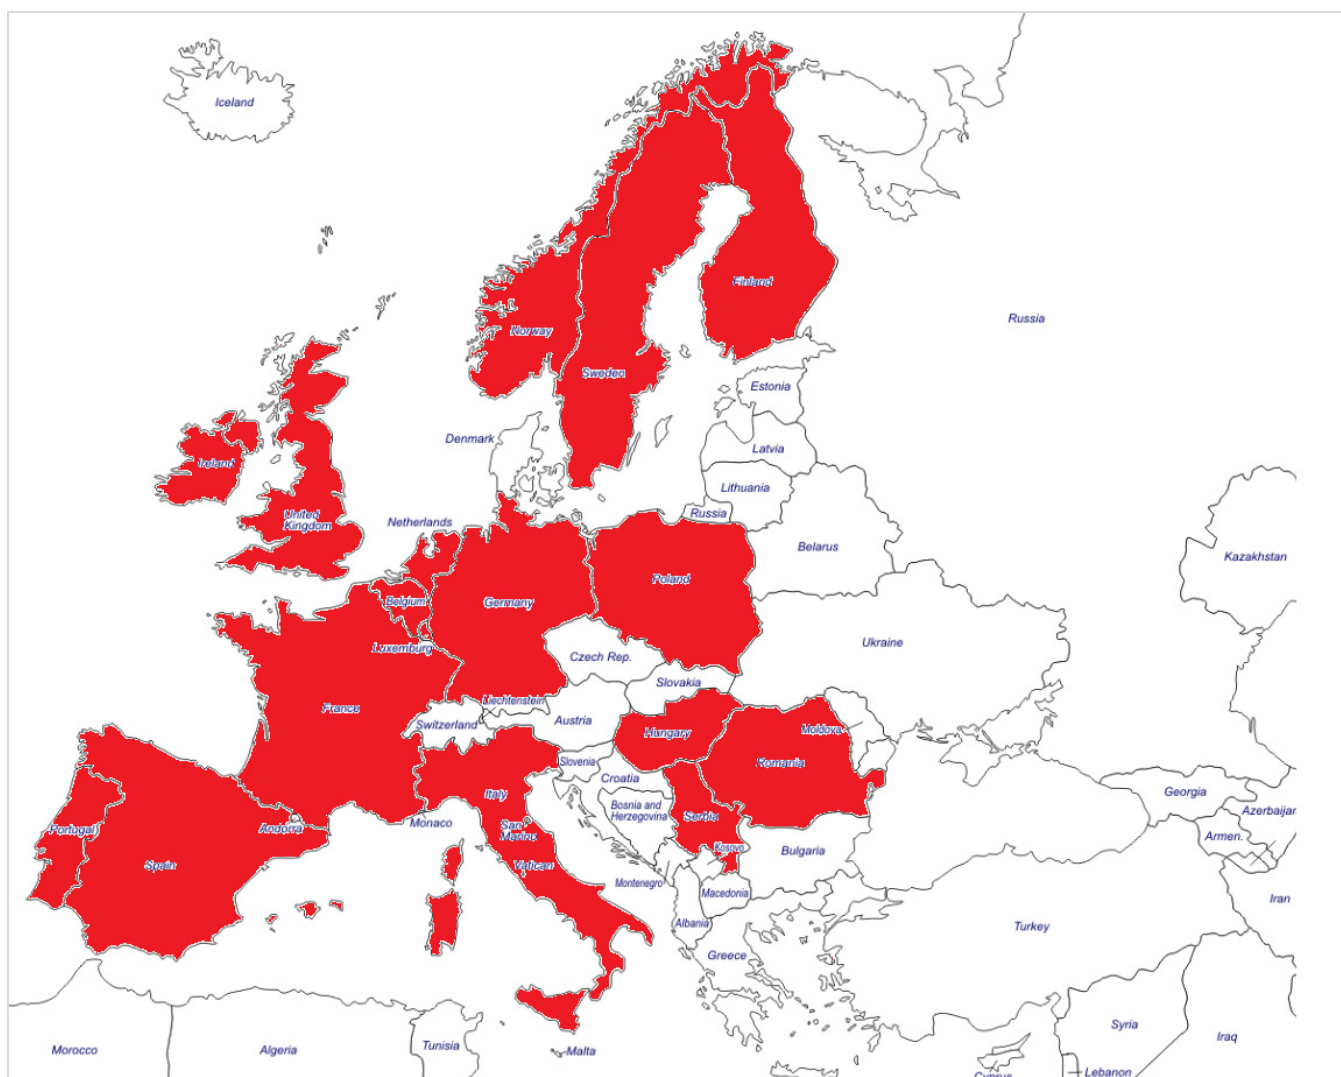 Iceland
Finland
Russia
Norway
Sweden
Estonia
Denmark
Latvia
Ireland
Lithuania
Russia
United
Kingdom
Netherlands
Belarus
Kazakhstan
Poland
Belgium
Germany
Ukraine
Luxemburg
Czech Rep.
Slovakia
Liechtenstein
France
Switzerland
Austria
Hungary
Moldova
Slovenia
Romania
Croatia
Italy
Georgia
Bosnia and
Herzegovina
Azerbaijan
Serbia
Monaco
Andorra
San
Marino
Portugal
Armen.
Kosovo
Bulgaria
Spain
Vatican
Montenegro
Macedonia
Iran
Albania
Turkey
Greece
Syria
Iraq
Tunisia
Morocco
Algeria
Malta
Lebanon
Cyprus